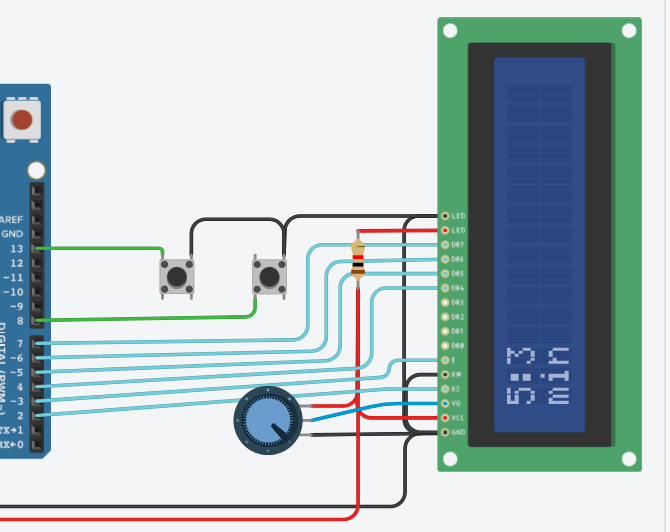 AREF
GND
13
12
~11
~10
~9
8
7
~6
~5
4
~3
2
TX→1
RX←0
DIGITAL (PWM~)
LED
LED
DB7
DB6
DB5
DB4
DB3
DB2
DB1
DB0
E
RW
RS
VO
VCC
GND